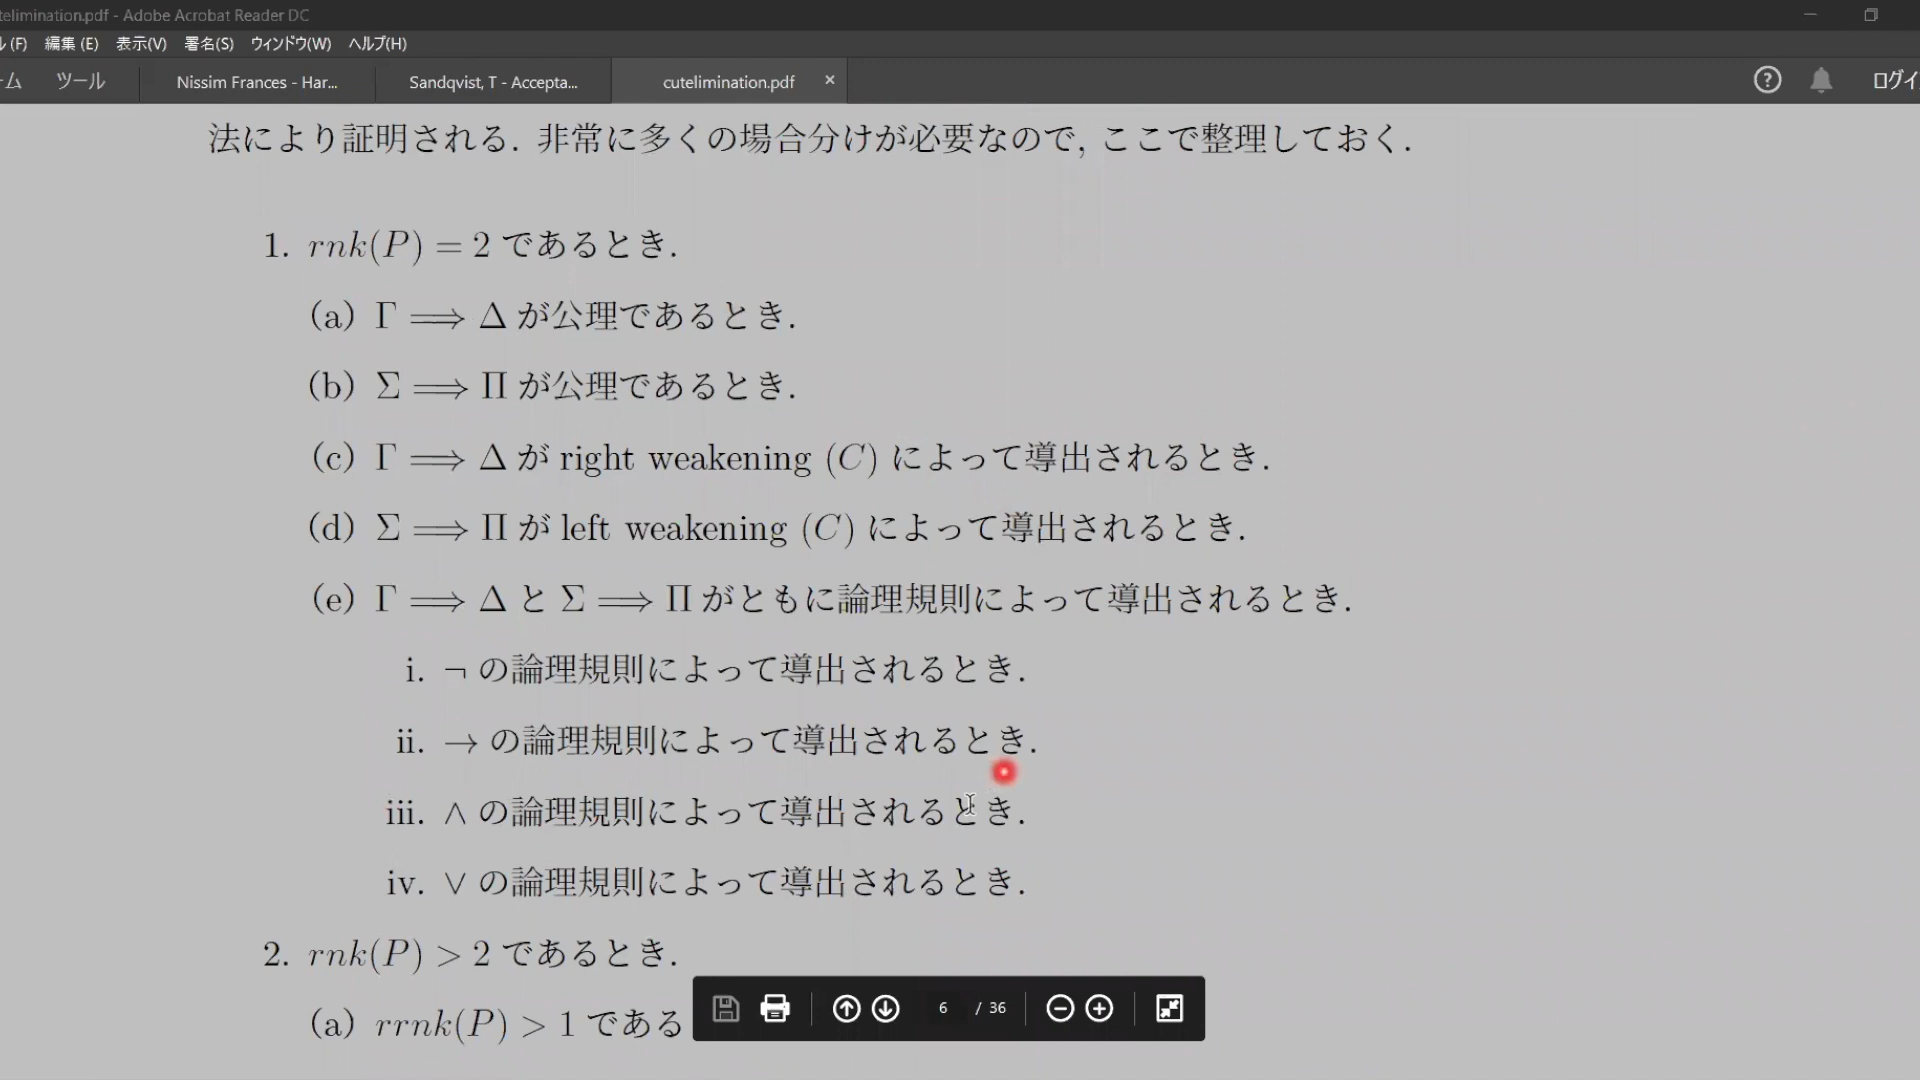 telimination.pdf - Adobe Acrobat Reader DC
(F) 編集 (E) 表示(V) 署名(S) ウィンドウ(W) ヘルプ(H)
ーム ツール Nissim Frances - Har... Sandqvist, T - Accepta... cutelimination.pdf × ? ログイ
法により証明される. 非常に多くの場合分けが必要なので, ここで整理しておく.
1. rnk(P) = 2 であるとき.
(a) Γ ⟹ Δ が公理であるとき.
(b) Σ ⟹ Π が公理であるとき.
(c) Γ ⟹ Δ が right weakening (C) によって導出されるとき.
(d) Σ ⟹ Π が left weakening (C) によって導出されるとき.
(e) Γ ⟹ Δ と Σ ⟹ Π がともに論理規則によって導出されるとき.
i. ¬ の論理規則によって導出されるとき.
ii. → の論理規則によって導出されるとき.
iii. ∧ の論理規則によって導出されるとき.
iv. ∨ の論理規則によって導出されるとき.
2. rnk(P) > 2 であるとき.
(a) rrnk(P) > 1 である
6 / 36